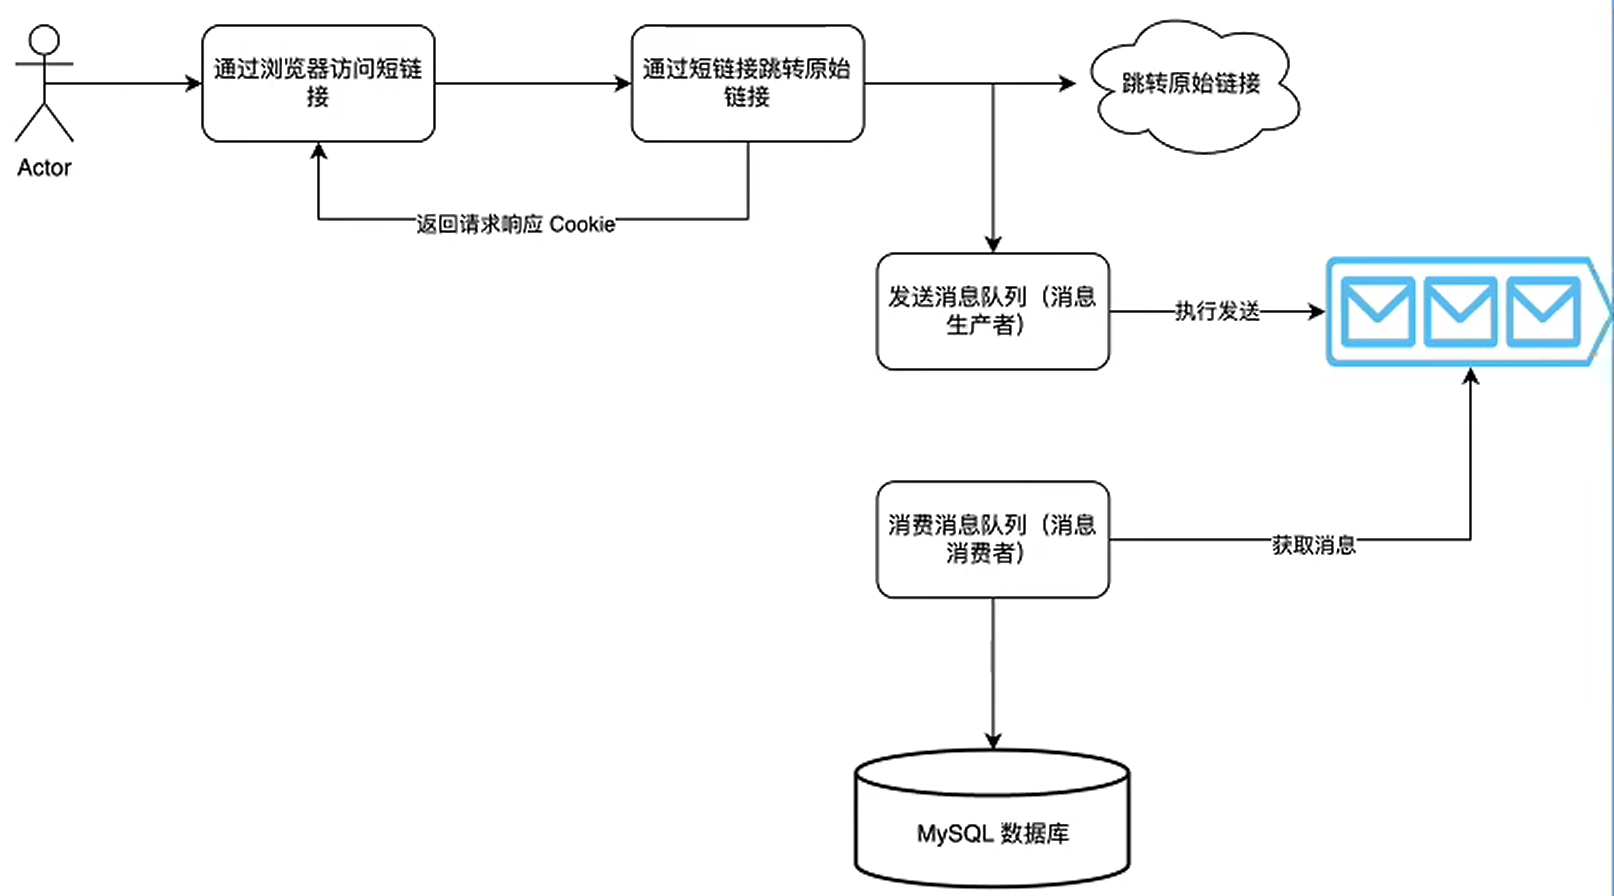 通过浏览器访问短链
接
通过短链接跳转原始
链接
跳转原始链接
Actor
返回请求响应 Cookie
发送消息队列（消息
生产者）
执行发送
消费消息队列（消息
消费者）
获取消息
MySQL 数据库